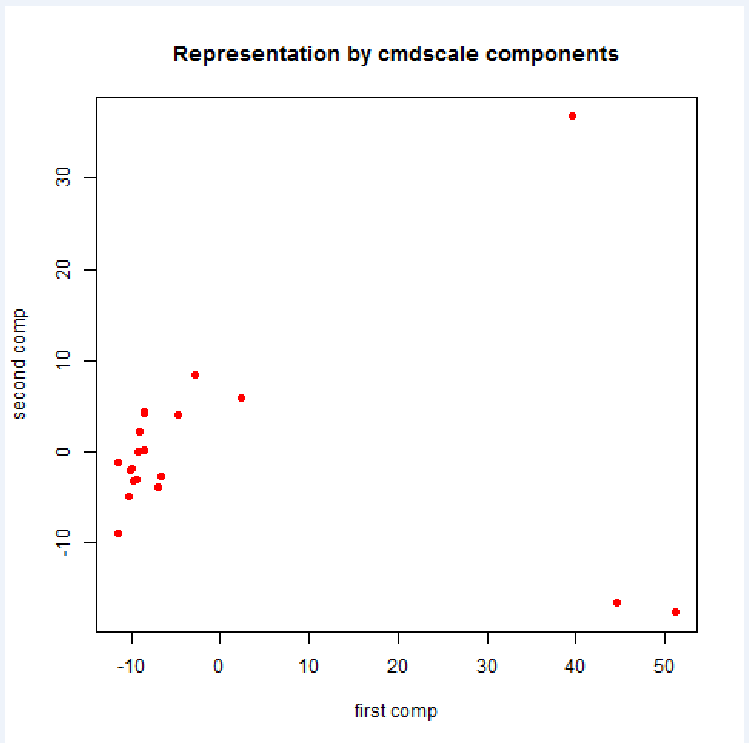 Representation by cmdscale components
30
20
10
0
-10
second comp
-10 0 10 20 30 40 50
first comp